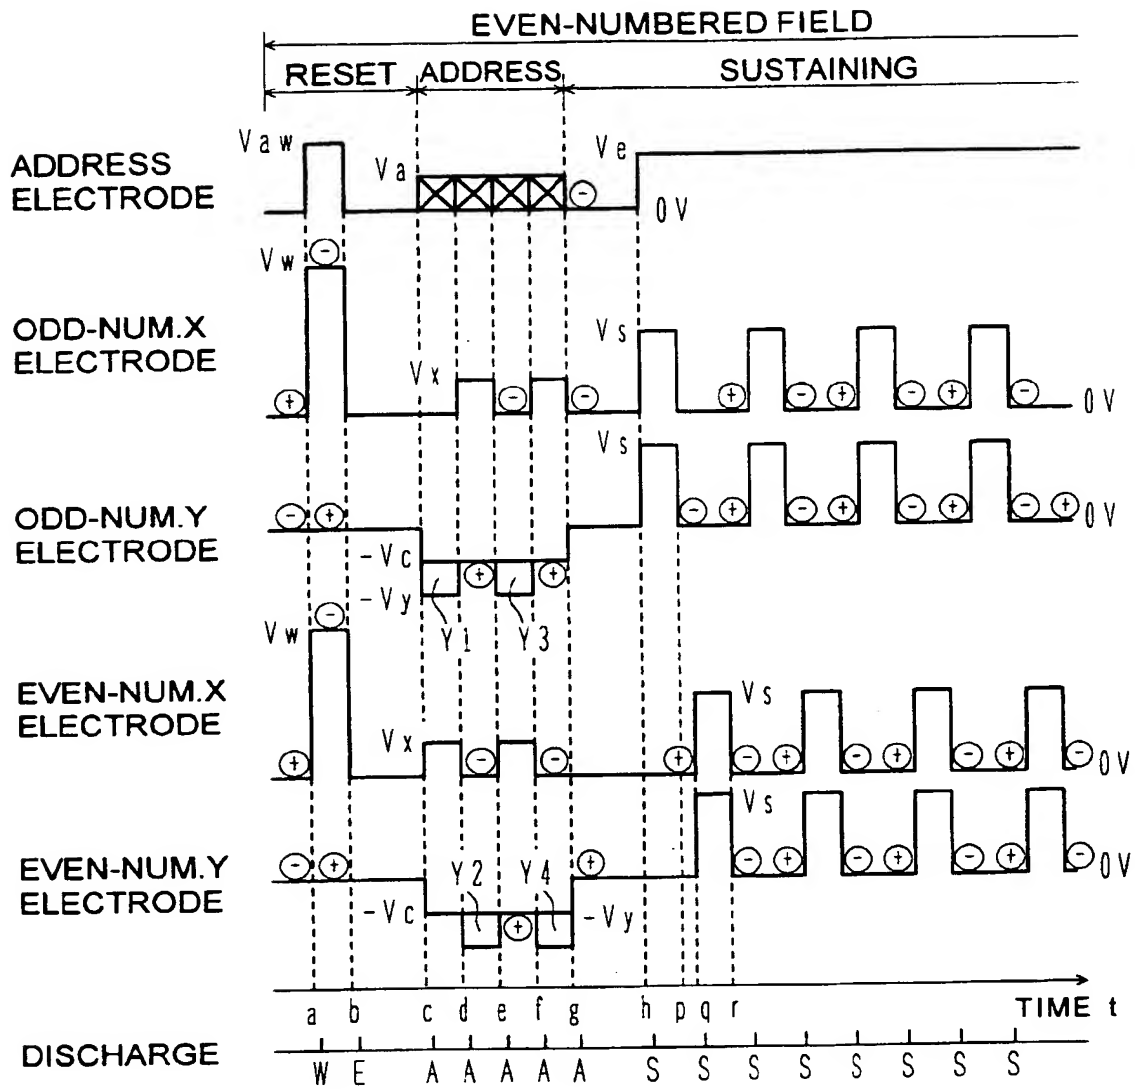 EVEN-NUMBERED FIELD
RESET ADDRESS SUSTAINING
Vaw
Va
Ve
ADDRESS
ELECTRODE
−
0V
−
Vw
ODD-NUM.X
ELECTRODE
Vs
Vx
+ − − + − + − + − 0V
Vs
ODD-NUM.Y
ELECTRODE
− + − + − + − + − + 0V
-Vc
+ +
-Vy
Y1 Y3
−
Vw
EVEN-NUM.X
ELECTRODE
Vs
Vx
+ − − + − + − + − + − 0V
Vs
EVEN-NUM.Y
ELECTRODE
− + + − + − + − + − 0V
Y2 Y4
-Vc
+
-Vy
a b c d e f g h p q r TIME t
DISCHARGE
W E A A A A A S S S S S S S S